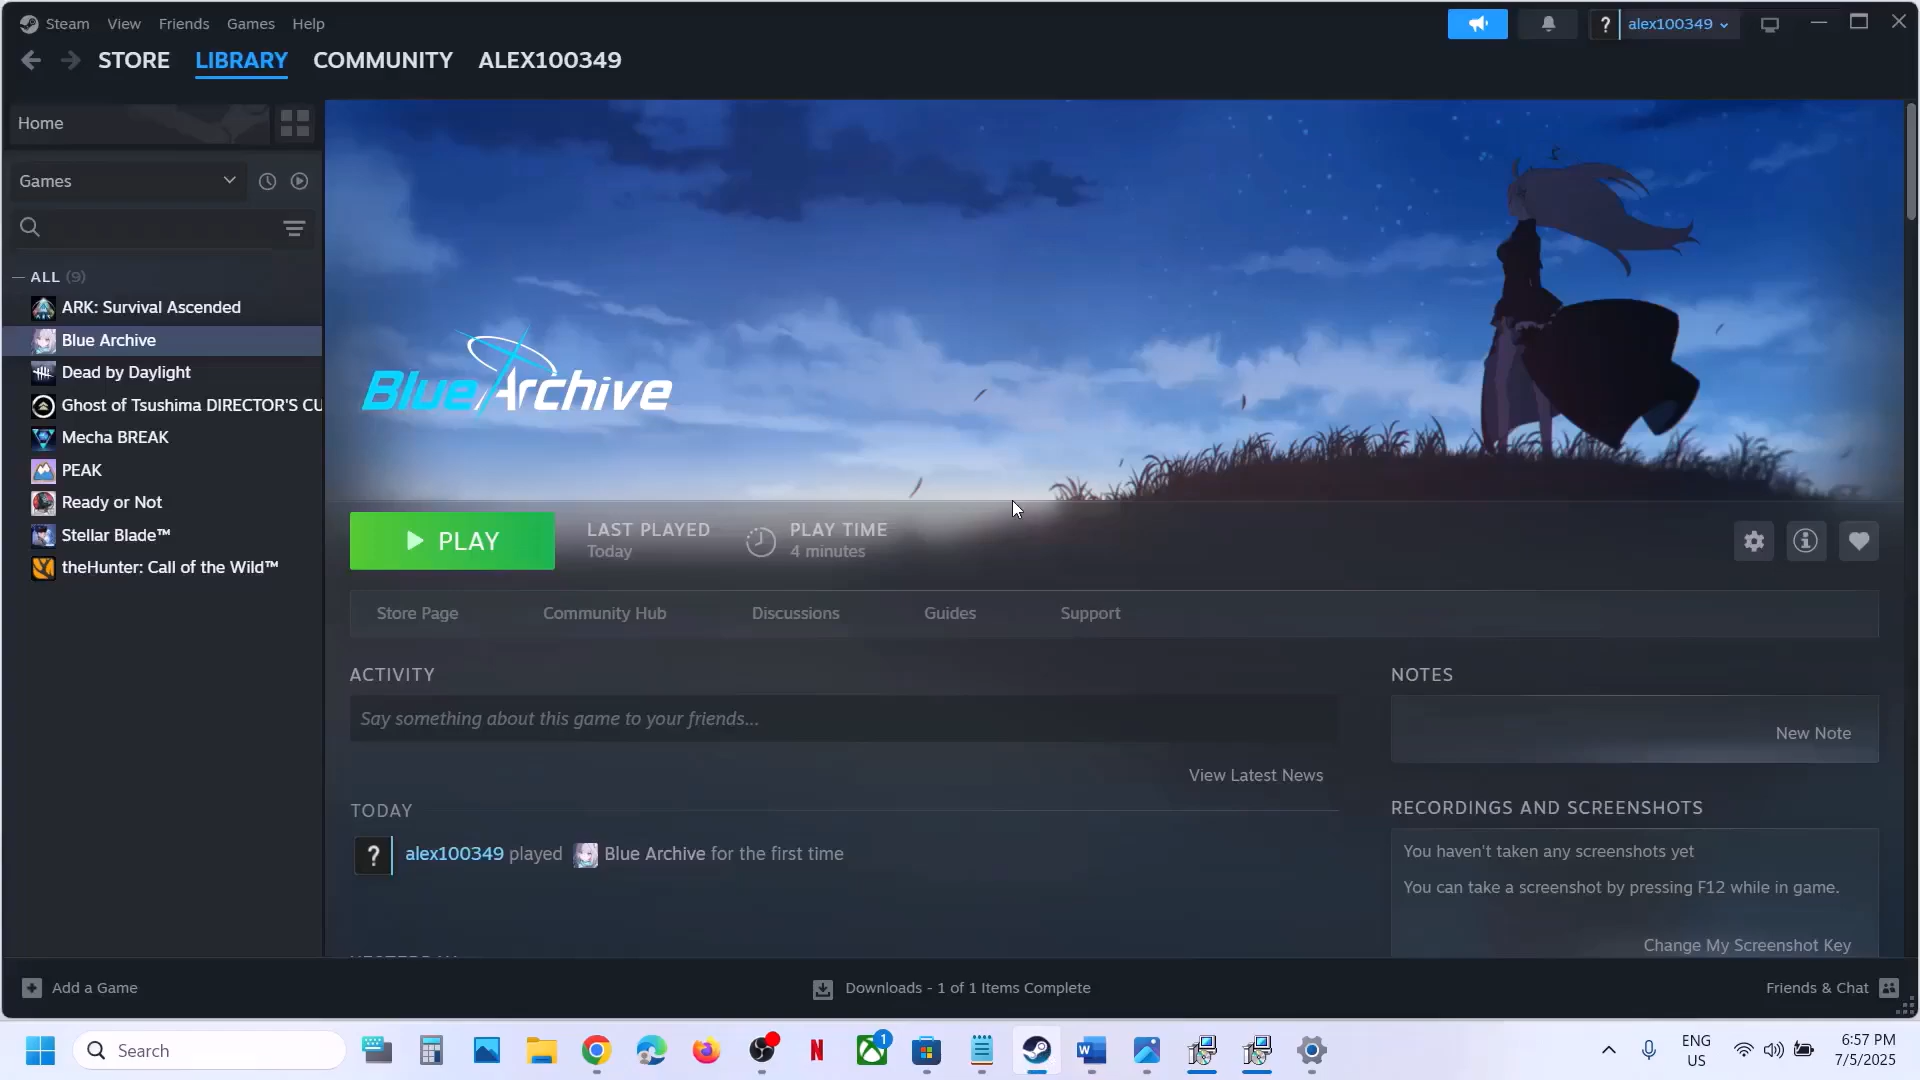 Steam View Friends Games Help
? alex100349
STORE LIBRARY COMMUNITY ALEX100349
Home
Games
— ALL (9)
ARK: Survival Ascended
Blue Archive
Dead by Daylight
Ghost of Tsushima DIRECTOR'S CU
Mecha BREAK
PEAK
Ready or Not
Stellar Blade™
theHunter: Call of the Wild™
Blue Archive
PLAY
LAST PLAYED
Today
PLAY TIME
4 minutes
Store Page Community Hub Discussions Guides Support
ACTIVITY
Say something about this game to your friends...
View Latest News
TODAY
? alex100349 played Blue Archive for the first time
NOTES
New Note
RECORDINGS AND SCREENSHOTS
You haven't taken any screenshots yet
You can take a screenshot by pressing F12 while in game.
Change My Screenshot Key
Add a Game
Downloads - 1 of 1 Items Complete
Friends & Chat
Search
1
ENG
US
6:57 PM
7/5/2025